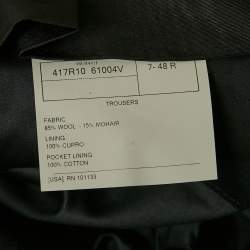 417R10 61004V 7- 48 R
TROUSERS
FABRIC
85% WOOL - 15% MOHAIR
LINING
100% CUPRO
POCKET LINING
100% COTTON
[USA] RN 101133